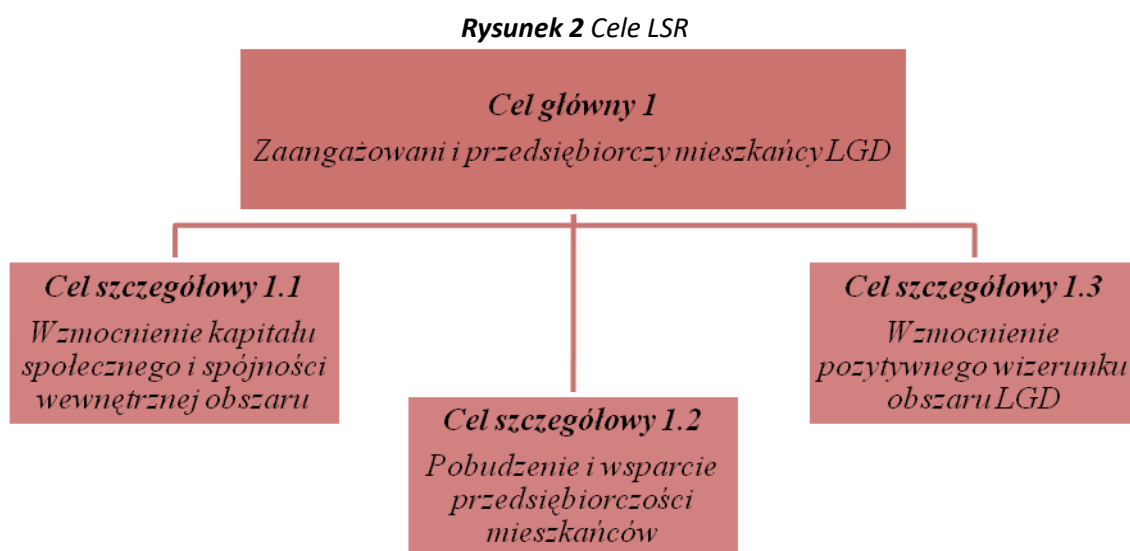 Rysunek 2 Cele LSR
Cel główny 1
Zaangażowani i przedsiębiorczy mieszkańcy LGD
Cel szczegółowy 1.1
Wzmocnienie kapitału
społecznego i spójności
wewnętrznej obszaru
Cel szczegółowy 1.2
Pobudzenie i wsparcie
przedsiębiorczości
mieszkańców
Cel szczegółowy 1.3
Wzmocnienie
pozytywnego wizerunku
obszaru LGD